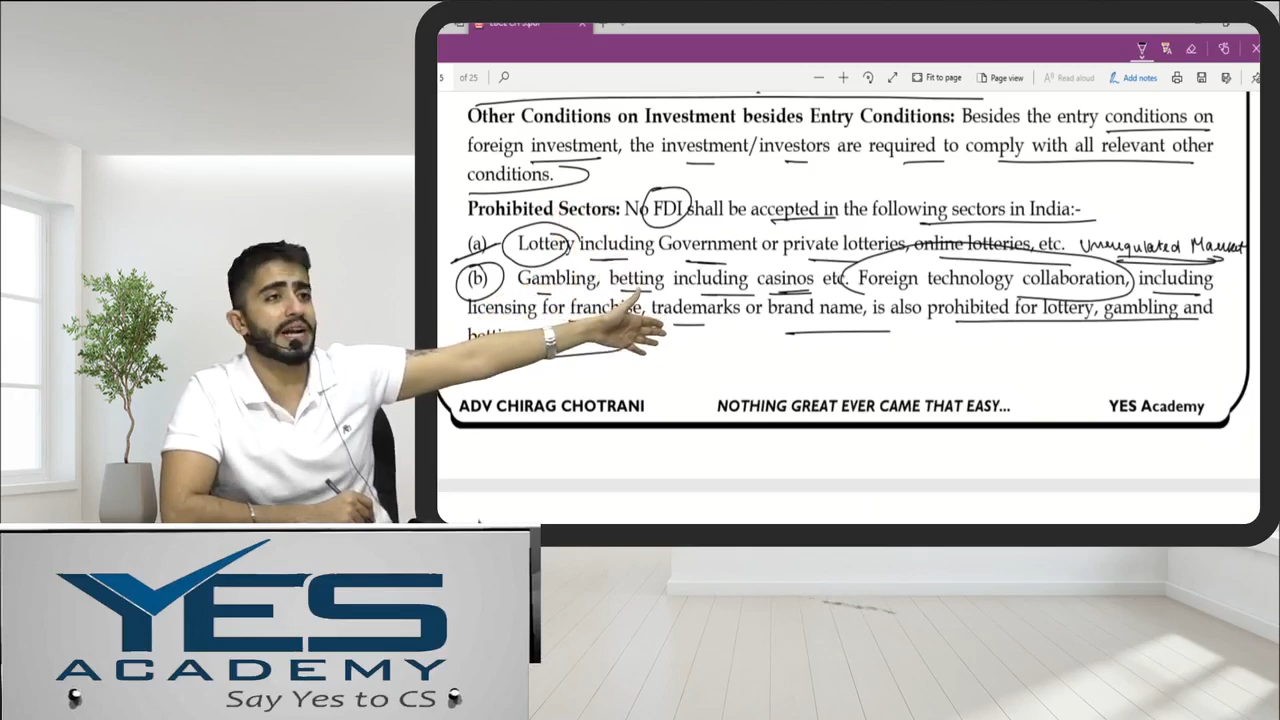 5 of 25
Fit to page
Page view
Read aloud
Add notes
Other Conditions on Investment besides Entry Conditions: Besides the entry conditions on
foreign investment, the investment/investors are required to comply with all relevant other
conditions.
Prohibited Sectors: No FDI shall be accepted in the following sectors in India:-
(a) Lottery including Government or private lotteries, online lotteries, etc. Unregulated Market
(b) Gambling, betting including casinos etc. Foreign technology collaboration, including
licensing for franchise, trademarks or brand name, is also prohibited for lottery, gambling and
ADV CHIRAG CHOTRANI NOTHING GREAT EVER CAME THAT EASY... YES Academy
YES
ACADEMY
Say Yes to CS